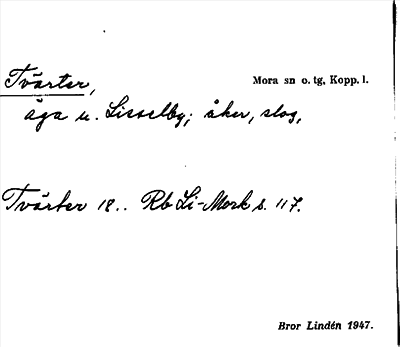 Tvärter,
Mora sn o. tg, Kopp. l.
äga u. Lisselby; åker, slog,
Tvärter 18.. Rb Li-Mork s. 117.
Bror Lindén 1947.